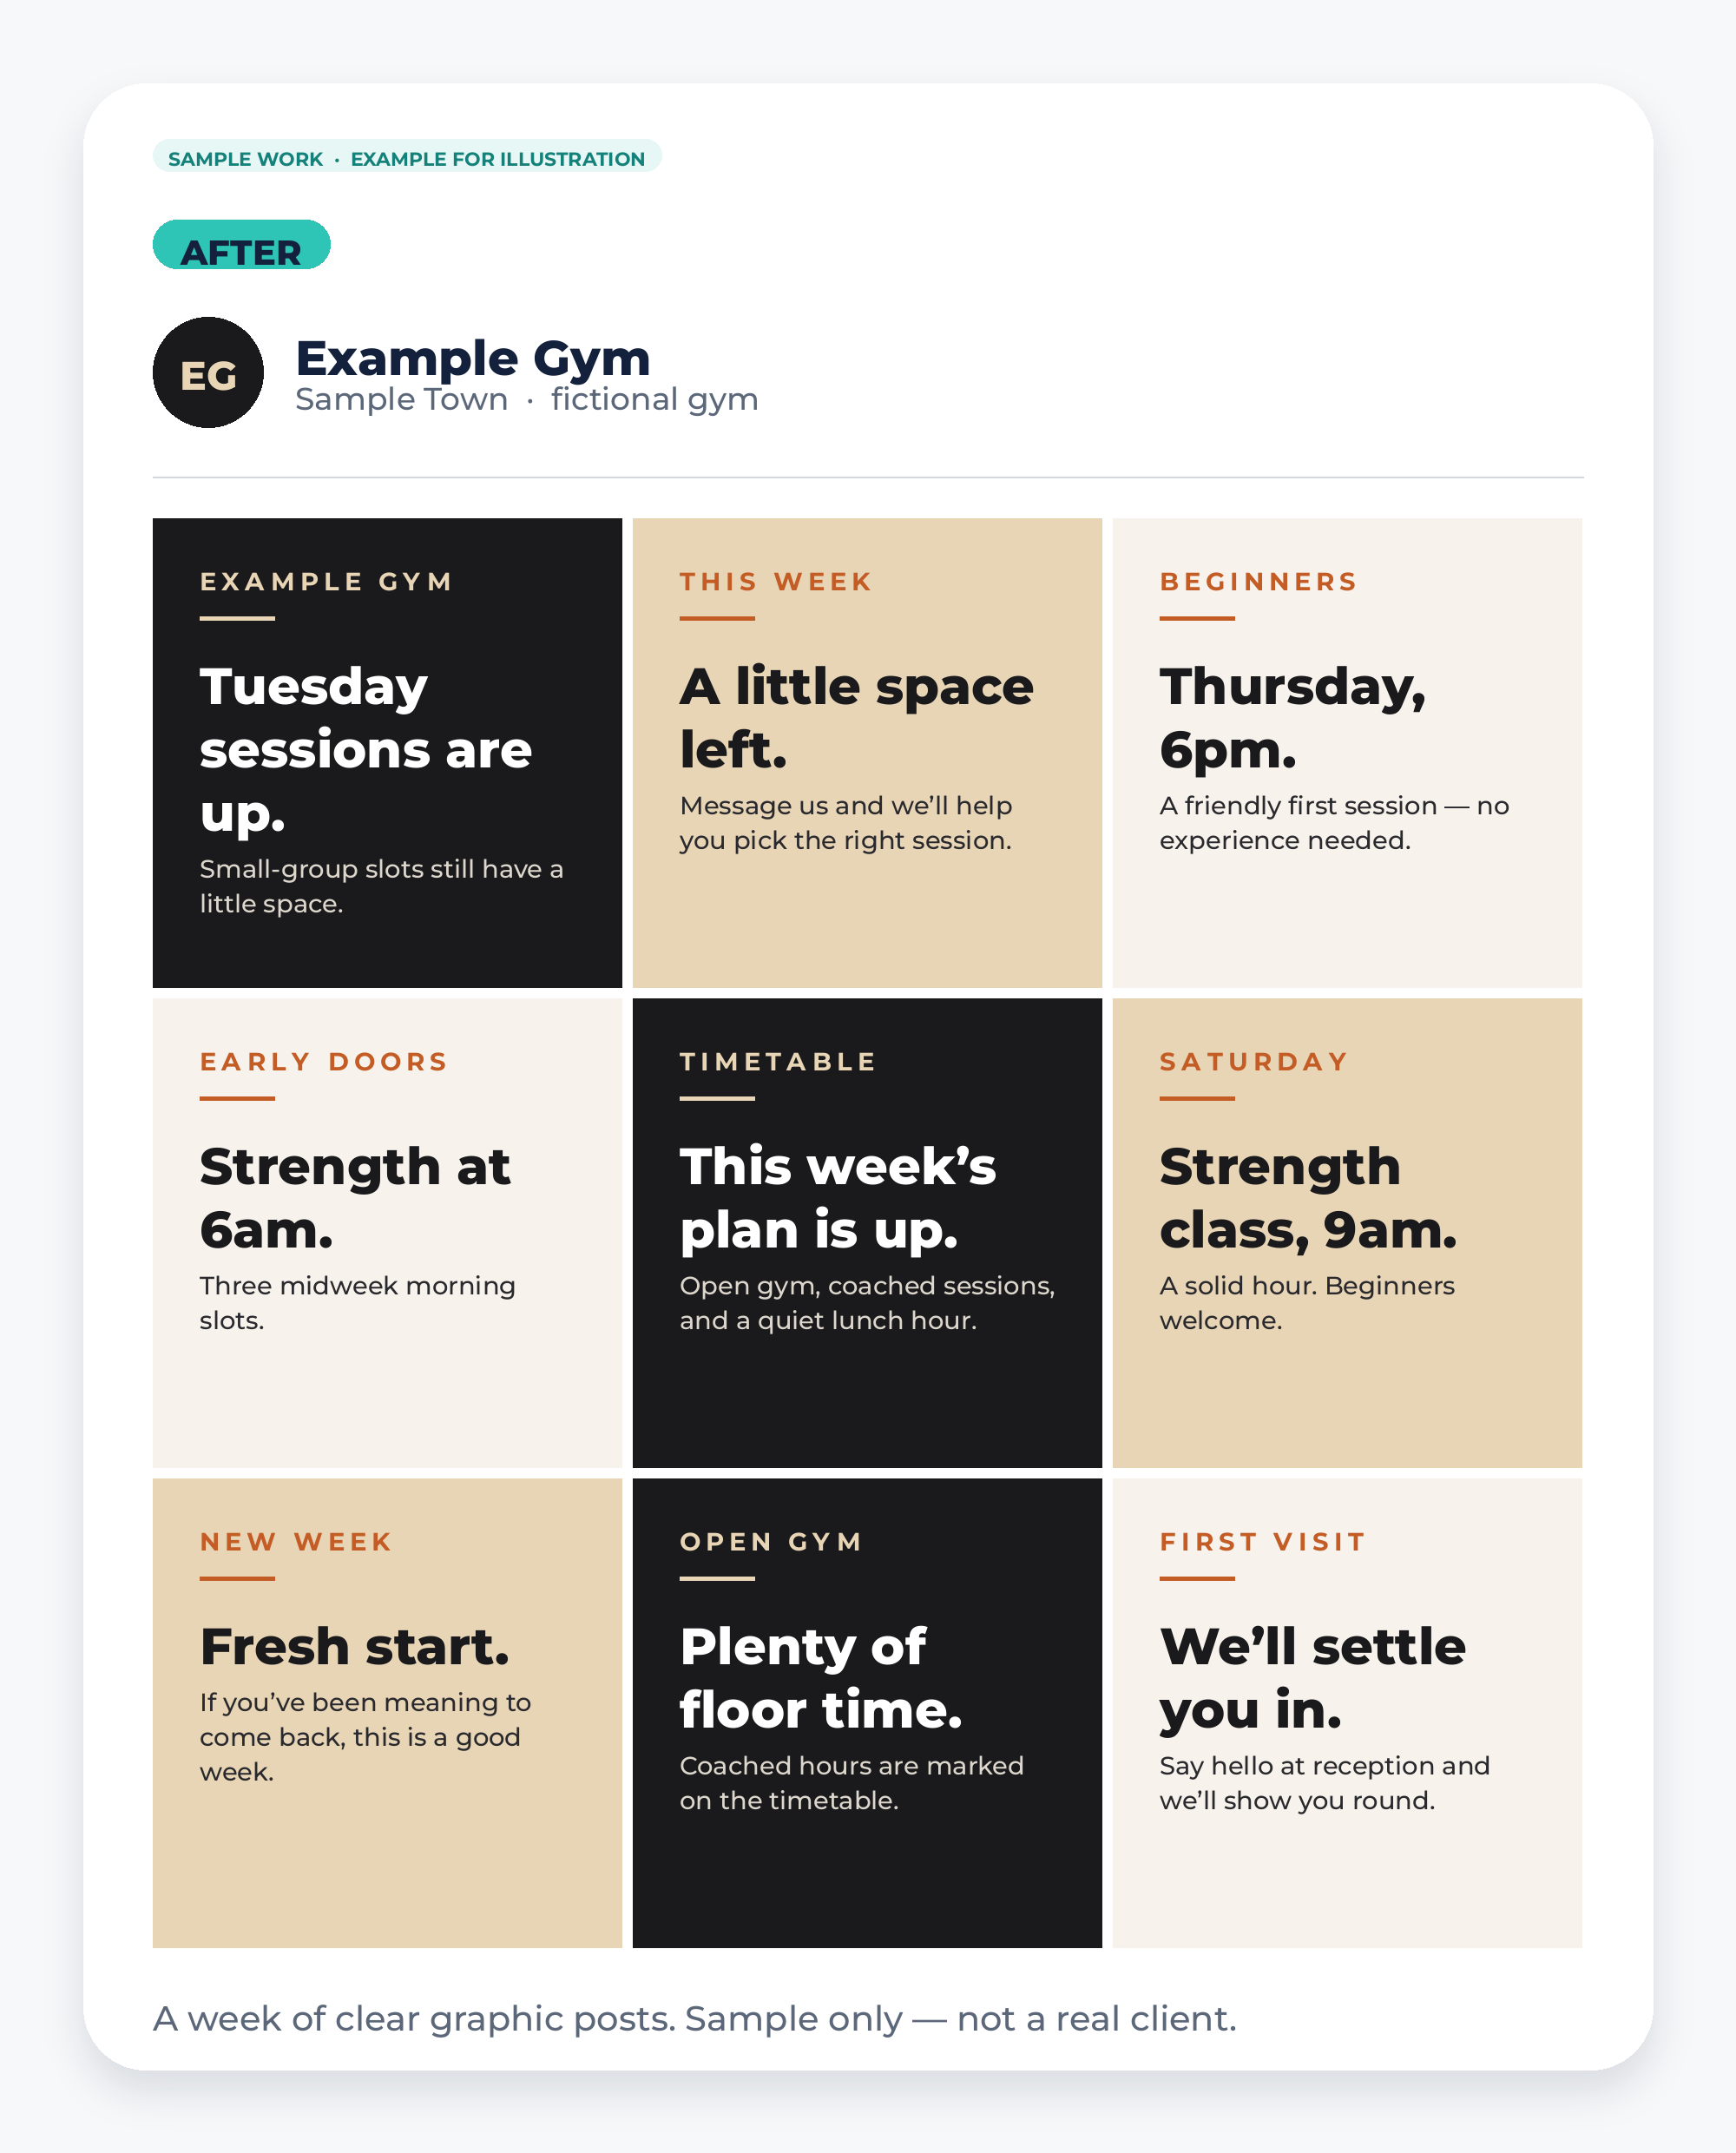 SAMPLE WORK · EXAMPLE FOR ILLUSTRATION
AFTER
EG
Example Gym
Sample Town · fictional gym
EXAMPLE GYM
Tuesday
sessions are
up.
Small-group slots still have a
little space.
THIS WEEK
A little space
left.
Message us and we’ll help
you pick the right session.
BEGINNERS
Thursday,
6pm.
A friendly first session — no
experience needed.
EARLY DOORS
Strength at
6am.
Three midweek morning
slots.
TIMETABLE
This week’s
plan is up.
Open gym, coached sessions,
and a quiet lunch hour.
SATURDAY
Strength
class, 9am.
A solid hour. Beginners
welcome.
NEW WEEK
Fresh start.
If you’ve been meaning to
come back, this is a good
week.
OPEN GYM
Plenty of
floor time.
Coached hours are marked
on the timetable.
FIRST VISIT
We’ll settle
you in.
Say hello at reception and
we’ll show you round.
A week of clear graphic posts. Sample only — not a real client.